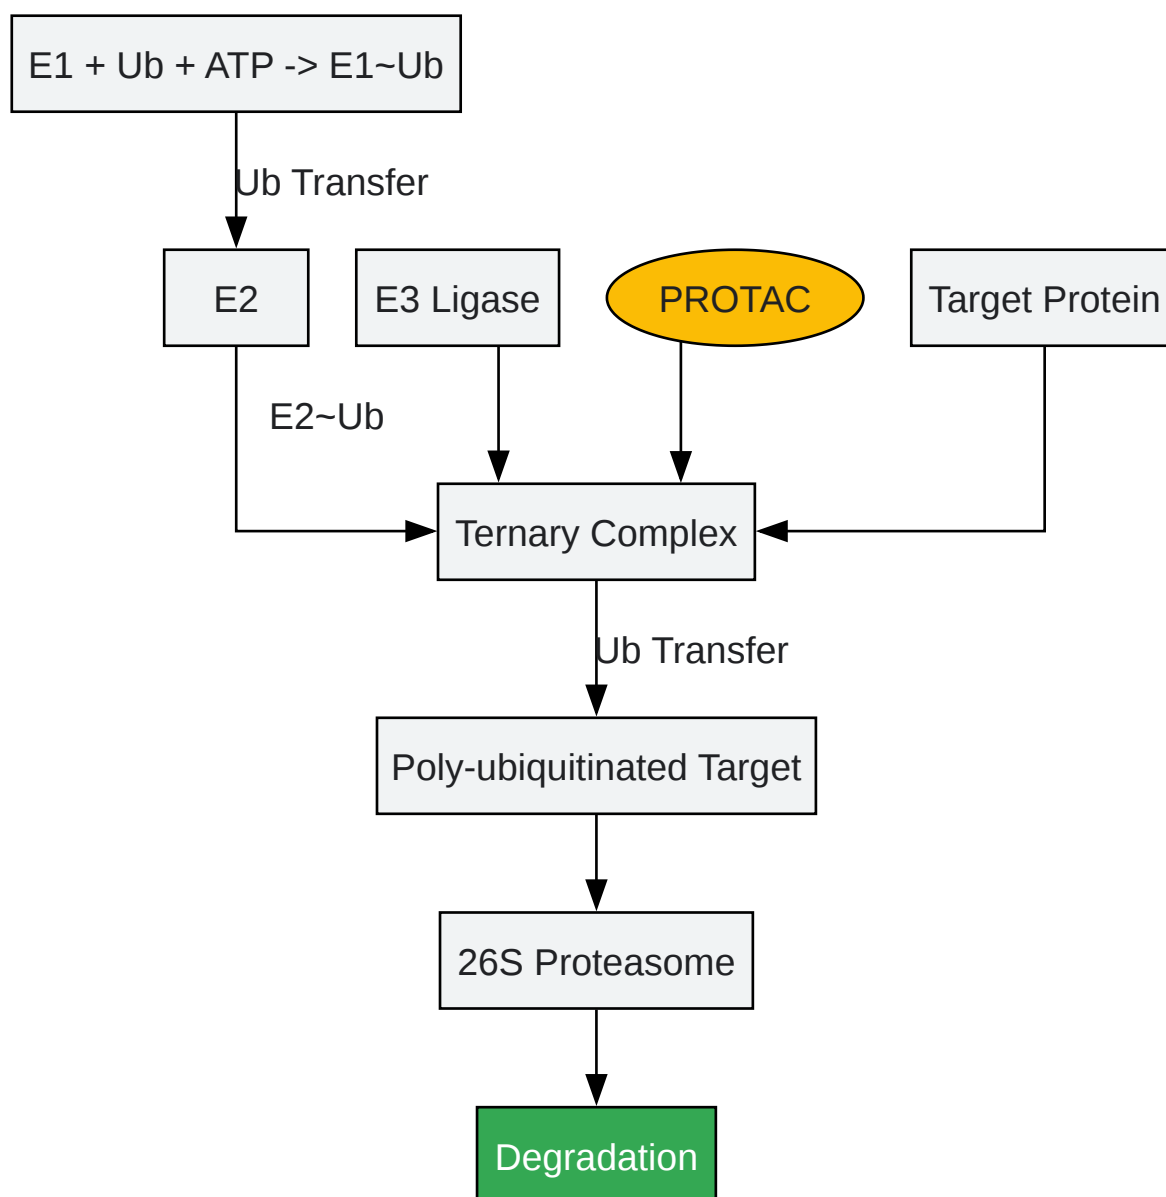 E1 + Ub + ATP -> E1~Ub
Ub Transfer
E2
E3 Ligase
PROTAC
Target Protein
E2~Ub
Ternary Complex
Ub Transfer
Poly-ubiquitinated Target
26S Proteasome
Degradation